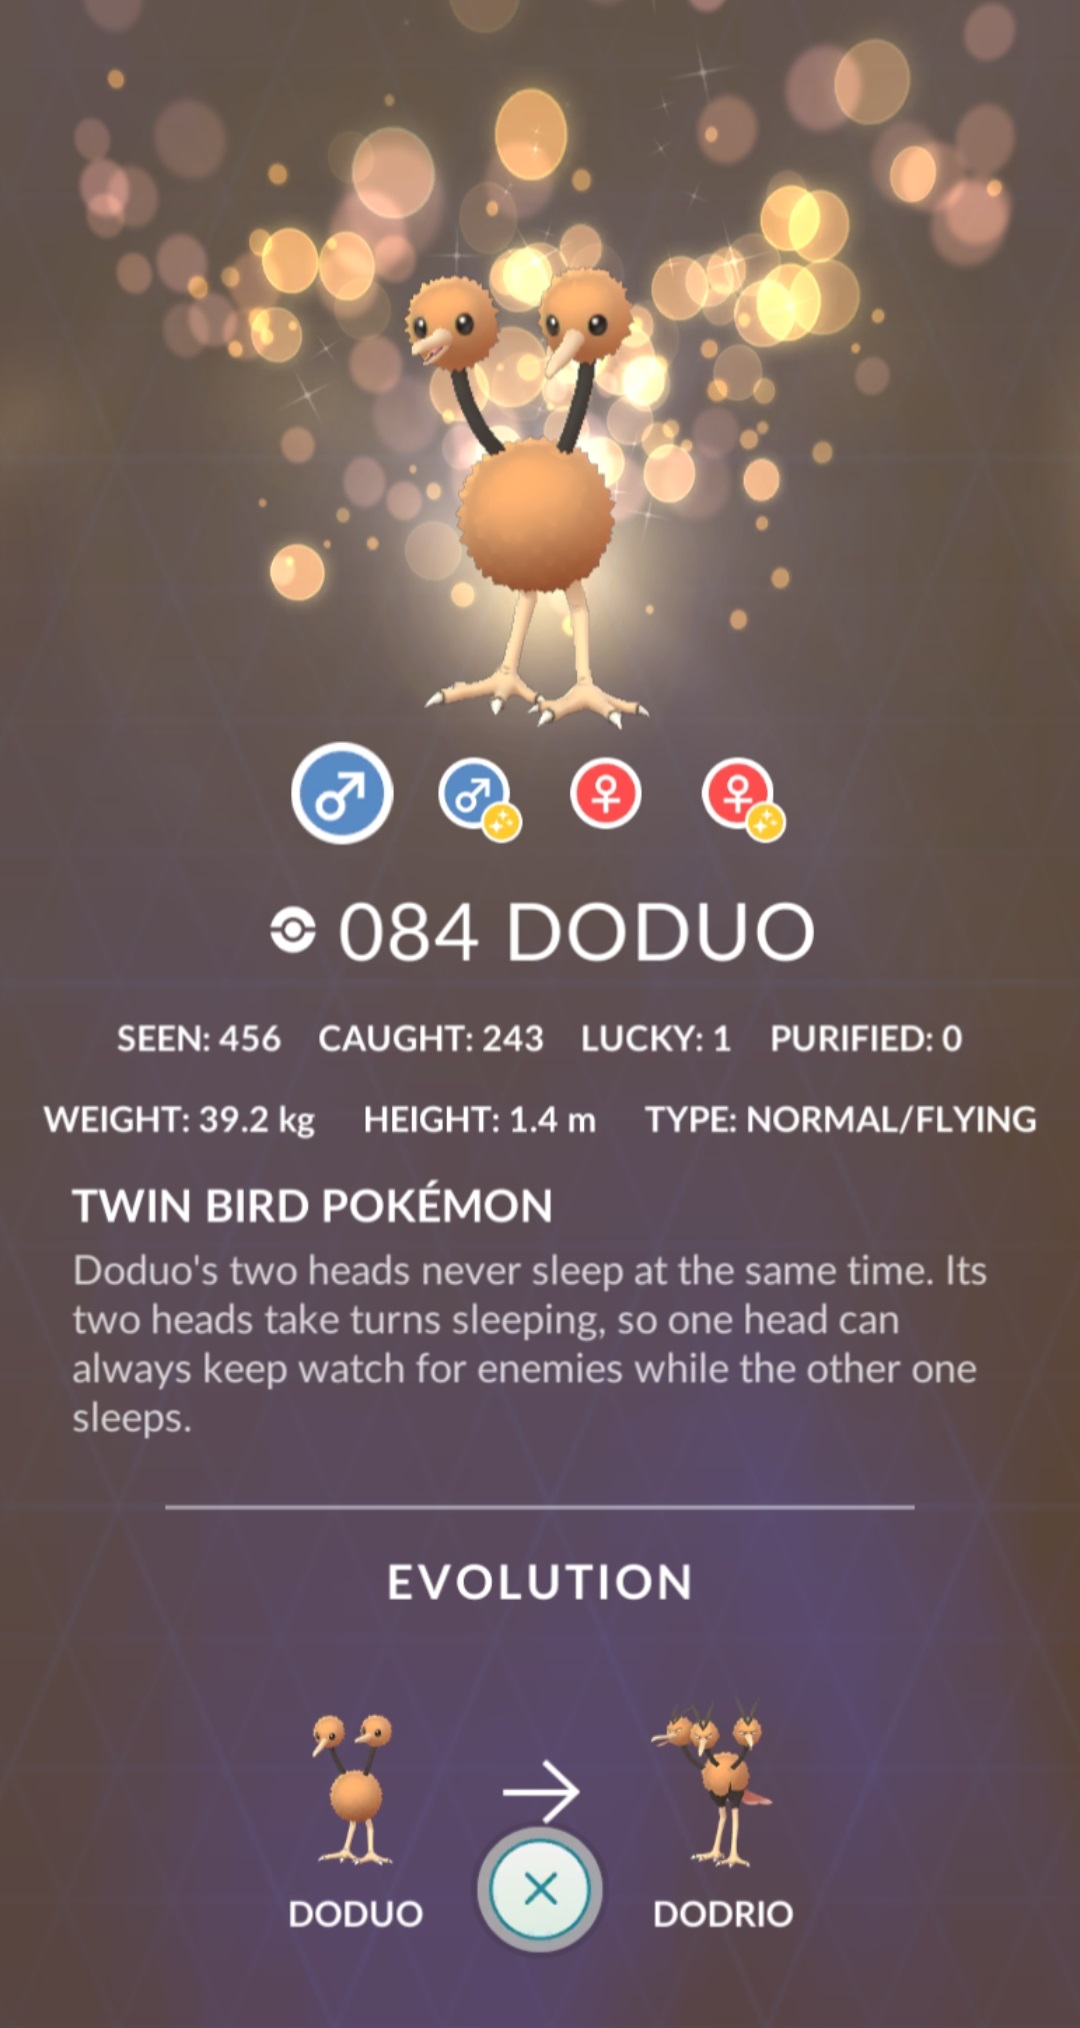 084 DODUO
SEEN: 456 CAUGHT: 243 LUCKY: 1 PURIFIED: 0
WEIGHT: 39.2 kg HEIGHT: 1.4 m TYPE: NORMAL/FLYING
TWIN BIRD POKÉMON
Doduo's two heads never sleep at the same time. Its
two heads take turns sleeping, so one head can
always keep watch for enemies while the other one
sleeps.
EVOLUTION
DODUO DODRIO